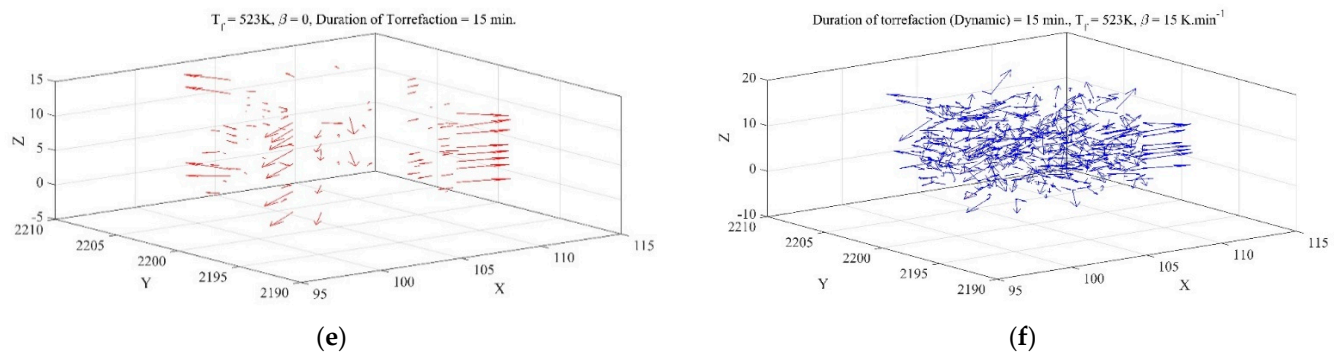 T_f = 523K, β = 0, Duration of Torrefaction = 15 min.
15
10
5
0
-5
Z
2210
2205
2200
2195
2190
Y
95
100
105
110
115
X
(e)
Duration of torrefaction (Dynamic) = 15 min., T_f = 523K, β = 15 K.min⁻¹
20
10
0
-10
Z
2210
2205
2200
2195
2190
Y
95
100
105
110
115
X
(f)